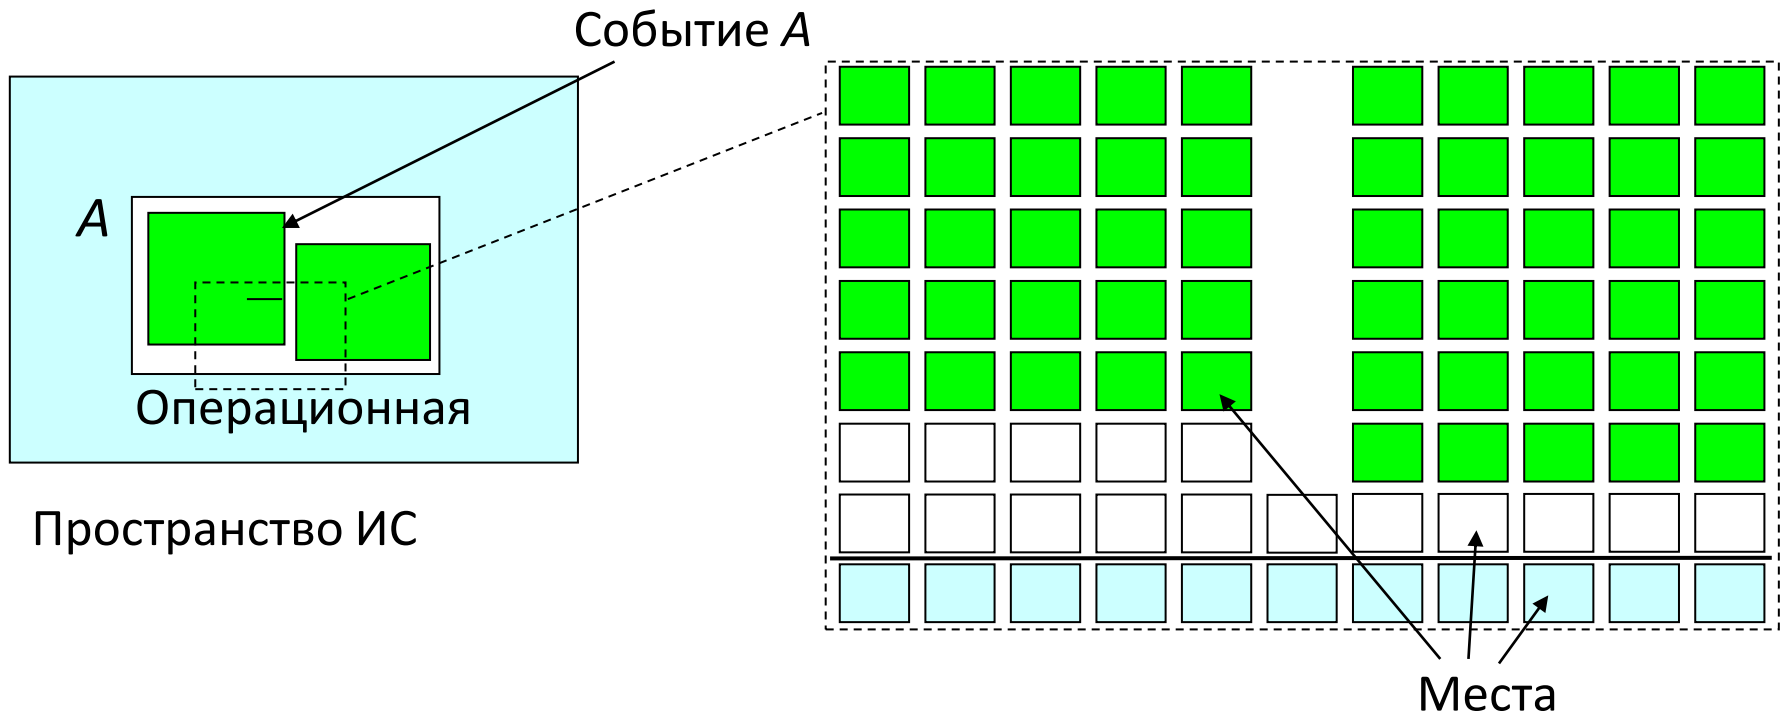 Событие A
A
Операционная
Пространство ИС
Места